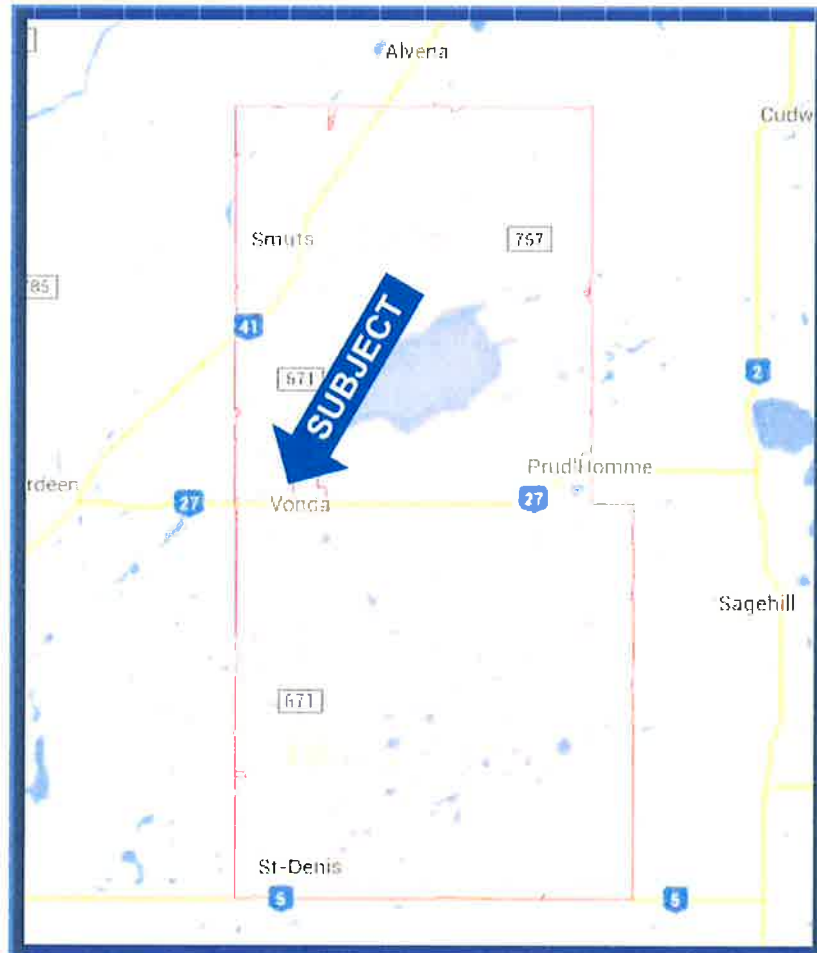 Alvena
Cudw
Smuts
767
85
41
671
SUBJECT
2
Prud'Homme
rdeen
27
Vonda
27
Sagehill
671
St-Denis
5
5